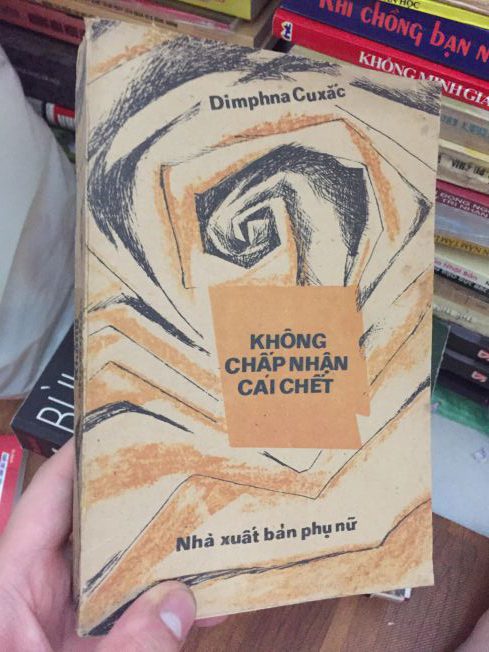 Dimphna Cuxắc
KHÔNG
CHẤP NHẬN
CÁI CHẾT
Nhà xuất bản phụ nữ
KHI CHỒNG BẠN
KHÔNG MINH GIA